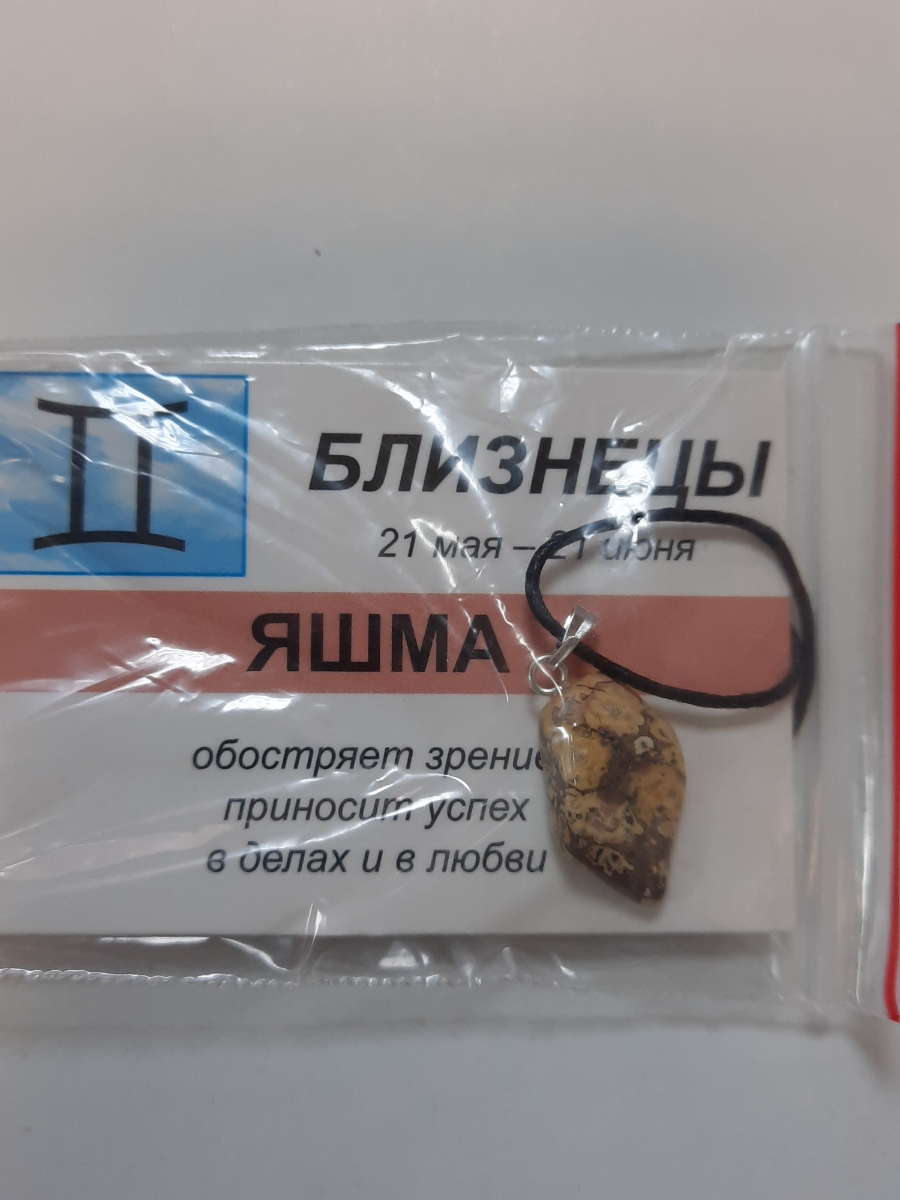 БЛИЗНЕЦЫ
21 мая – 21 июня
ЯШМА
обостряет зрение
приносит успех
в делах и в любви